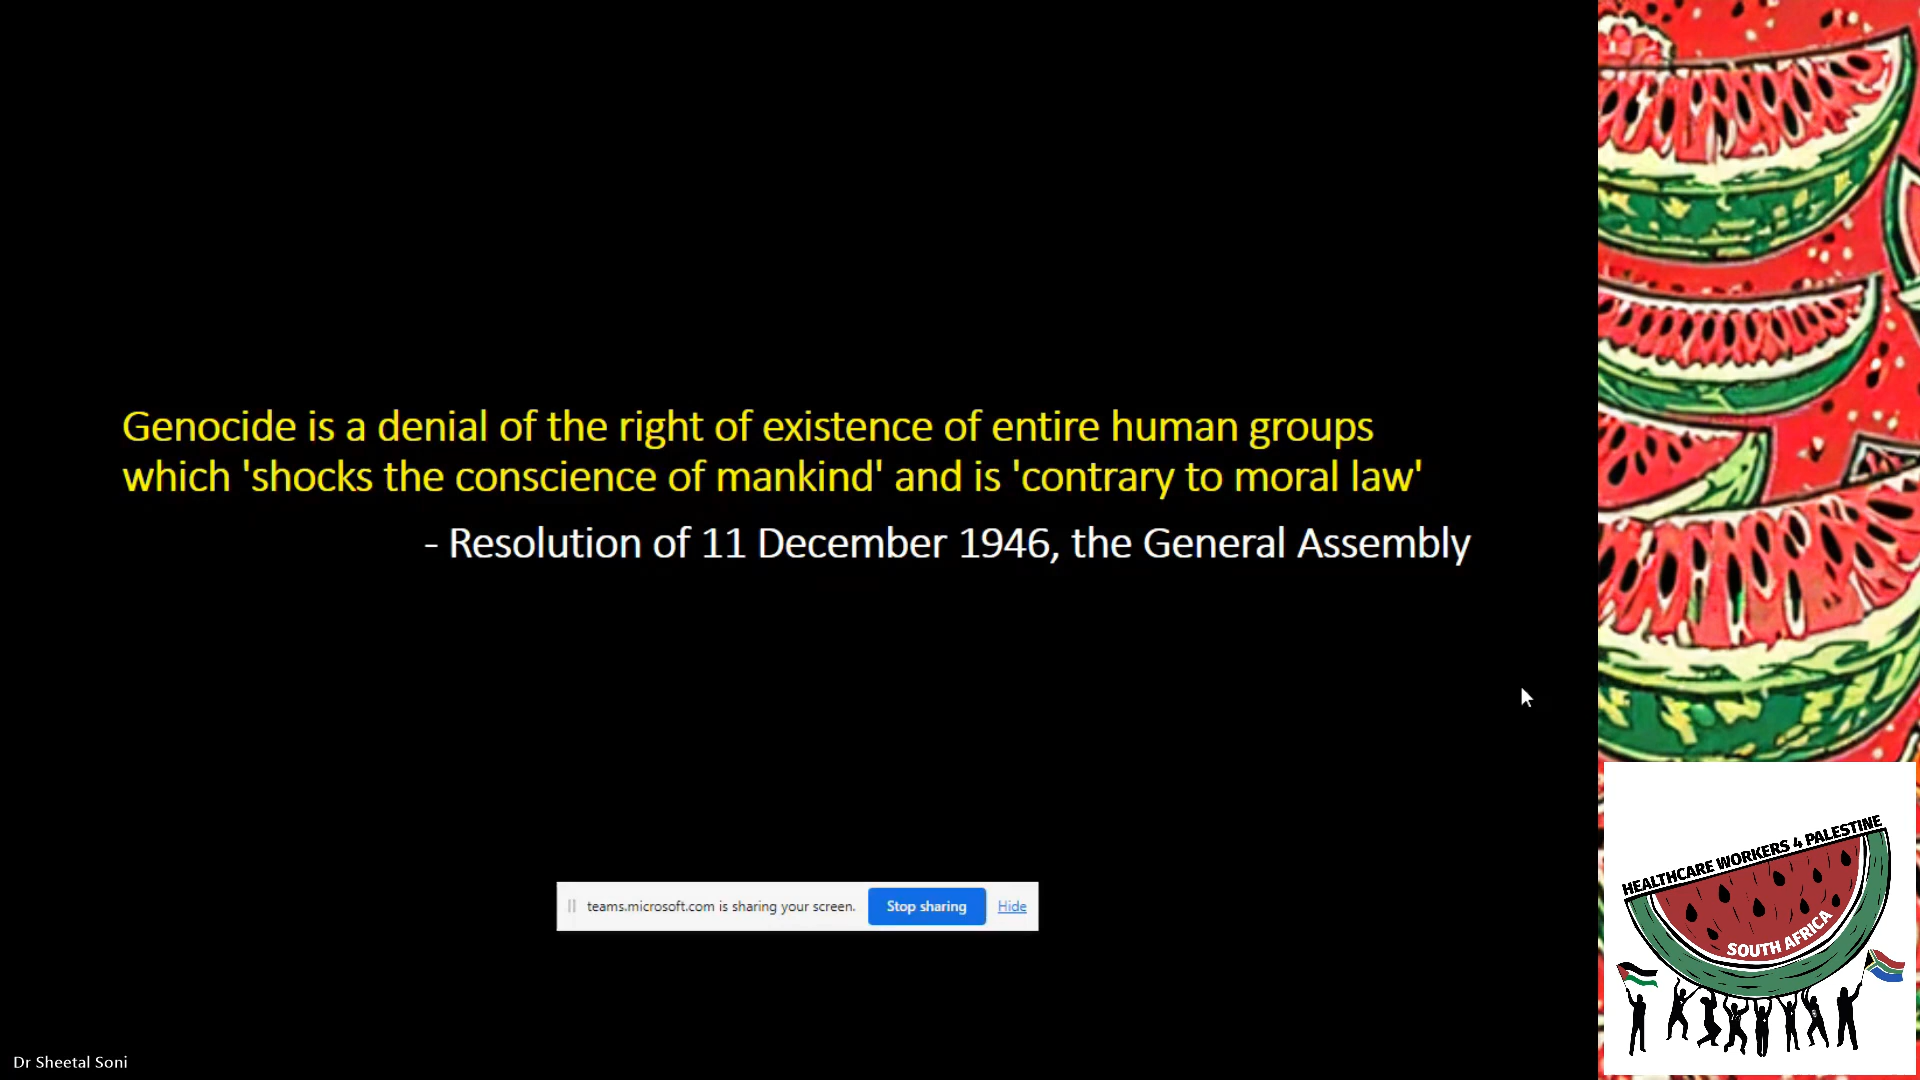 Genocide is a denial of the right of existence of entire human groups
which 'shocks the conscience of mankind' and is 'contrary to moral law'
- Resolution of 11 December 1946, the General Assembly
teams.microsoft.com is sharing your screen.
Stop sharing
Hide
HEALTHCARE WORKERS 4 PALESTINE
SOUTH AFRICA
Dr Sheetal Soni